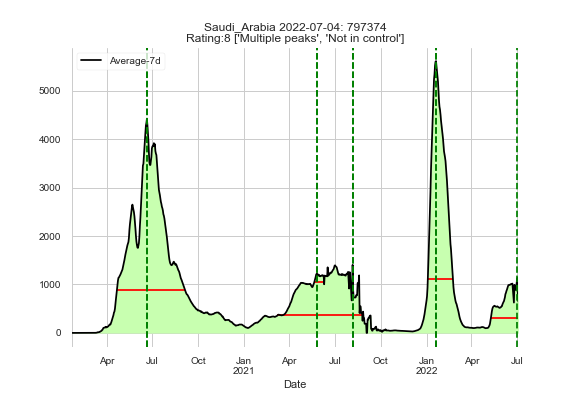 Saudi_Arabia 2022-07-04: 797374
Rating:8 ['Multiple peaks', 'Not in control']
Average-7d
5000
4000
3000
2000
1000
0
Apr Jul Oct Jan Apr Jul Oct Jan Apr Jul
2021 2022
Date